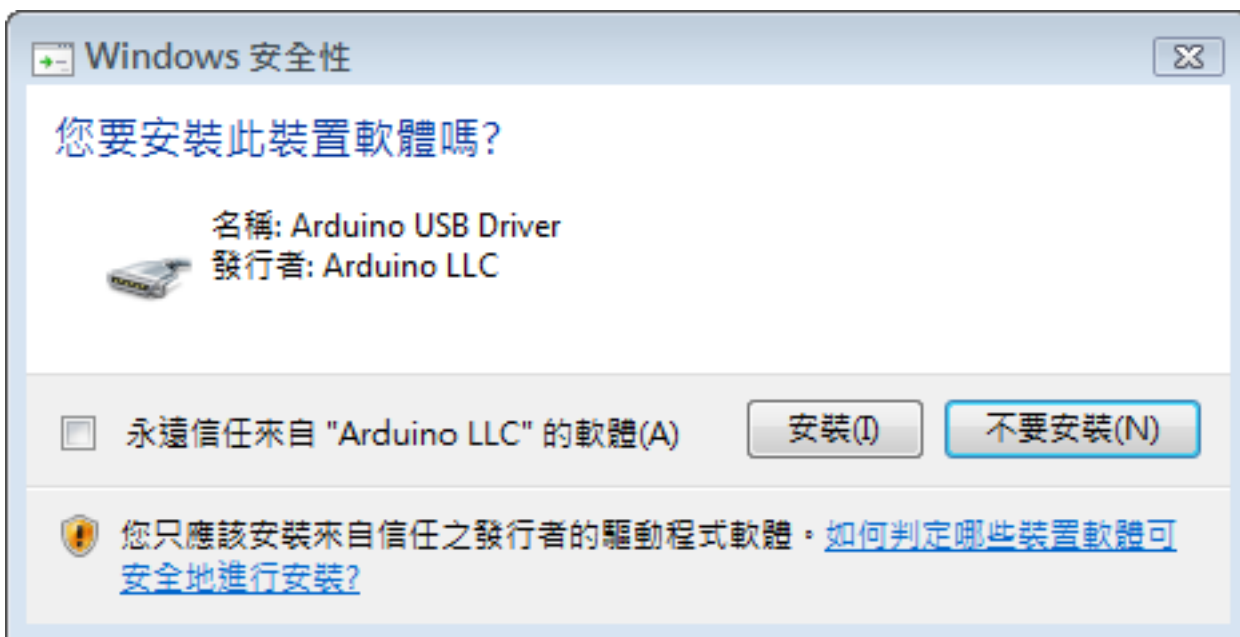 Windows 安全性
您要安裝此裝置軟體嗎?
名稱: Arduino USB Driver
發行者: Arduino LLC
永遠信任來自 "Arduino LLC" 的軟體(A)
安裝(I)
不要安裝(N)
您只應該安裝來自信任之發行者的驅動程式軟體。如何判定哪些裝置軟體可
安全地進行安裝?